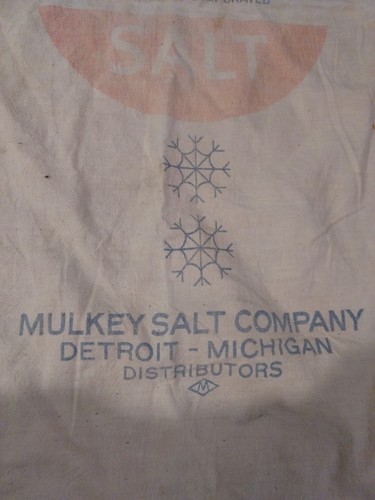 SALT
MULKEY SALT COMPANY
DETROIT - MICHIGAN
DISTRIBUTORS
M